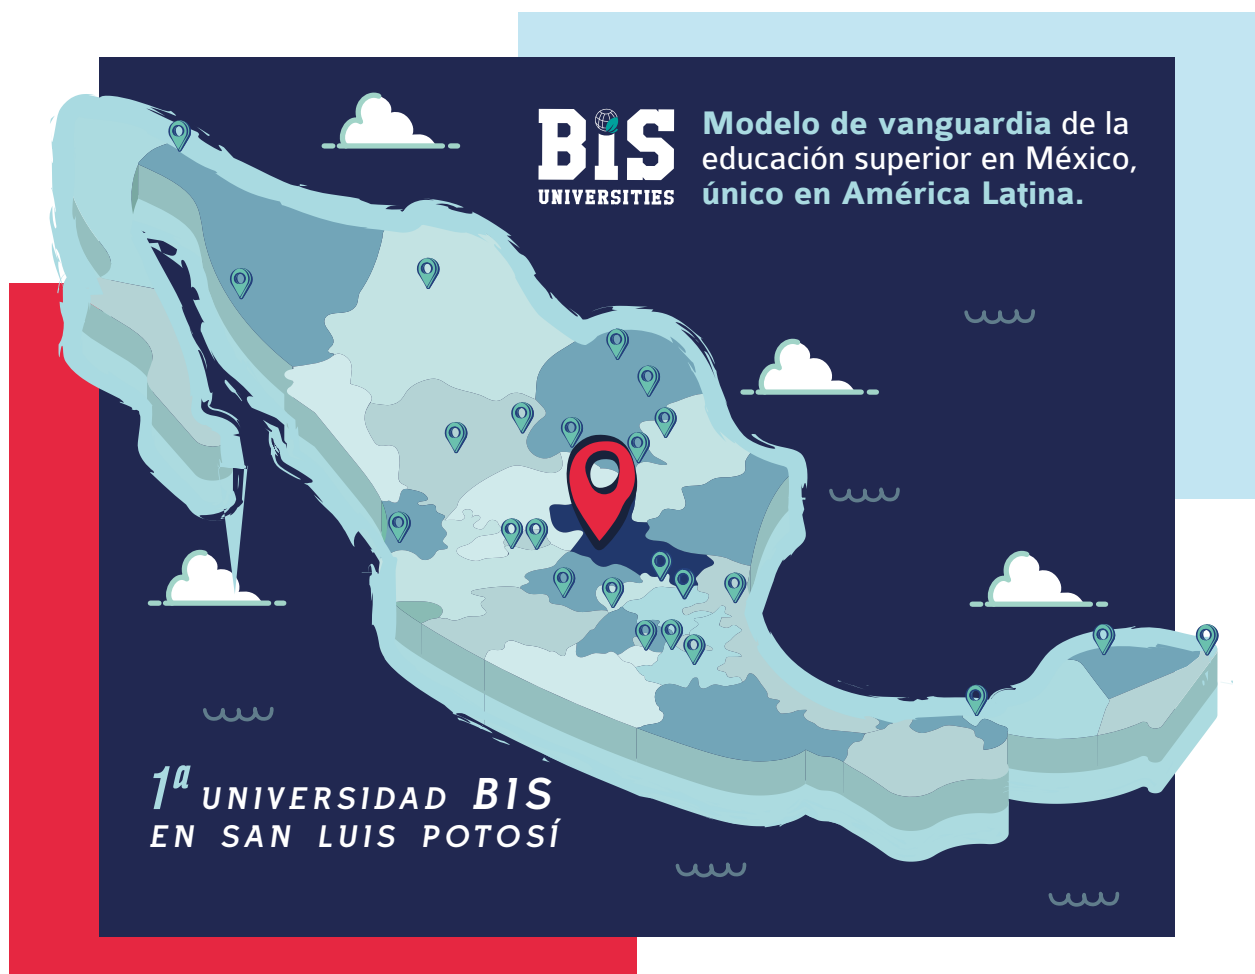 BiS
UNIVERSITIES
Modelo de vanguardia de la
educación superior en México,
único en América Latina.
1ª UNIVERSIDAD BIS
EN SAN LUIS POTOSÍ